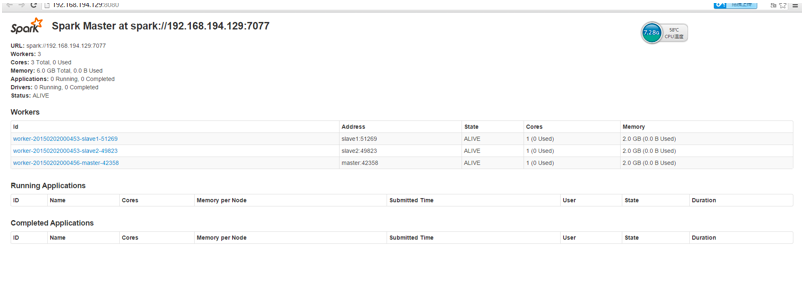 192.168.194.129:8080
Spark Spark Master at spark://192.168.194.129:7077
7.28g 58℃
CPU温度
URL: spark://192.168.194.129:7077
Workers: 3
Cores: 3 Total, 0 Used
Memory: 6.0 GB Total, 0.0 B Used
Applications: 0 Running, 0 Completed
Drivers: 0 Running, 0 Completed
Status: ALIVE
Workers
Id Address State Cores Memory
worker-20150202000453-slave1-51269 slave1:51269 ALIVE 1 (0 Used) 2.0 GB (0.0 B Used)
worker-20150202000453-slave2-49823 slave2:49823 ALIVE 1 (0 Used) 2.0 GB (0.0 B Used)
worker-20150202000456-master-42358 master:42358 ALIVE 1 (0 Used) 2.0 GB (0.0 B Used)
Running Applications
ID Name Cores Memory per Node Submitted Time User State Duration
Completed Applications
ID Name Cores Memory per Node Submitted Time User State Duration